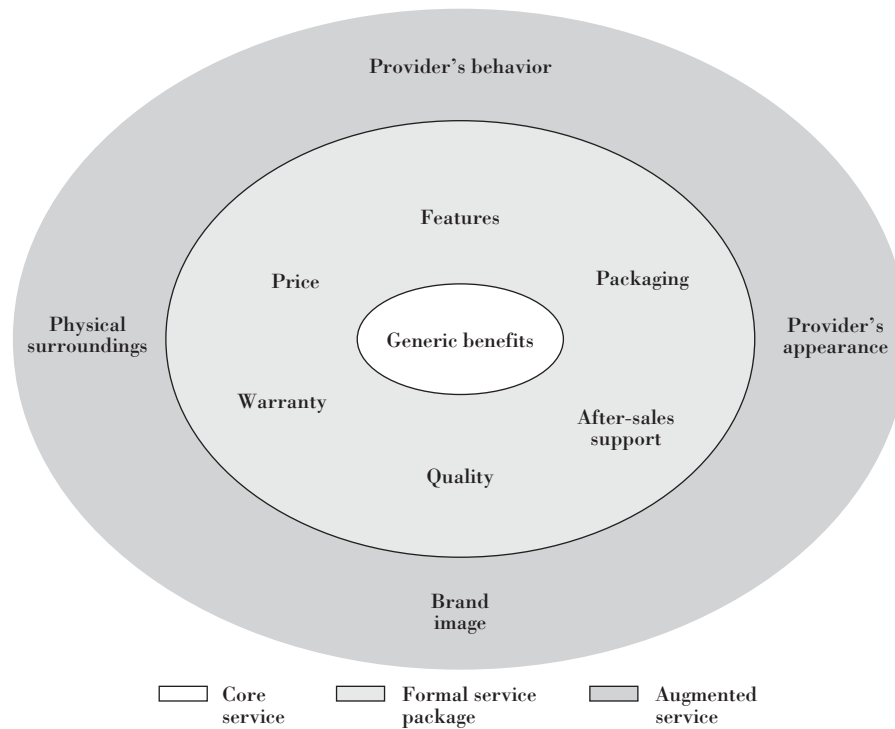 Provider's behavior
Features
Price
Packaging
Physical
surroundings
Generic benefits
Provider's
appearance
Warranty
After-sales
support
Quality
Brand
image
Core
service
Formal service
package
Augmented
service